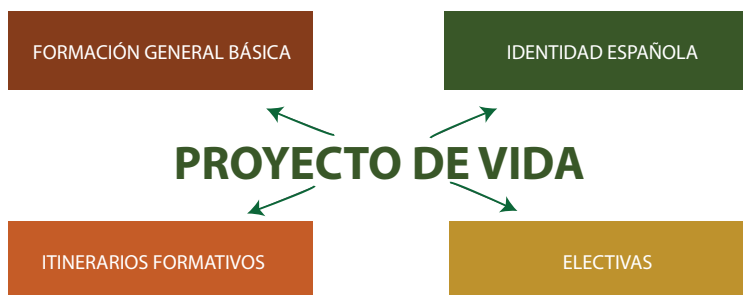 FORMACIÓN GENERAL BÁSICA
IDENTIDAD ESPAÑOLA
PROYECTO DE VIDA
ITINERARIOS FORMATIVOS
ELECTIVAS